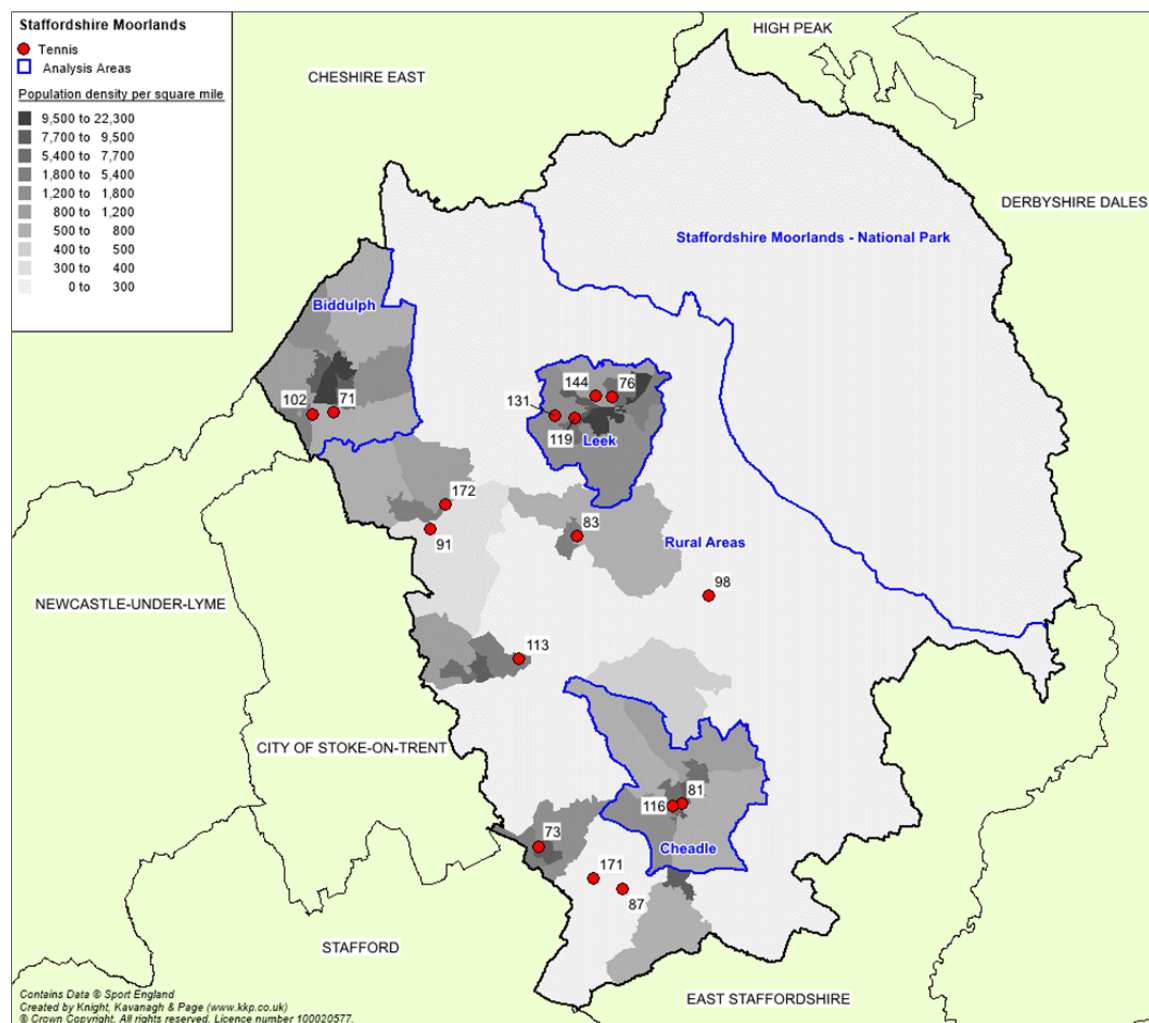 Staffordshire Moorlands
Tennis
Analysis Areas
Population density per square mile
9,500 to 22,300
7,700 to 9,500
5,400 to 7,700
1,800 to 5,400
1,200 to 1,800
800 to 1,200
500 to 800
400 to 500
300 to 400
0 to 300
HIGH PEAK
CHESHIRE EAST
DERBYSHIRE DALES
Staffordshire Moorlands - National Park
Biddulph
144
76
102
71
131
119
Leek
172
83
91
Rural Areas
98
NEWCASTLE-UNDER-LYME
113
CITY OF STOKE-ON-TRENT
81
116
73
Cheadle
171
87
STAFFORD
EAST STAFFORDSHIRE
Contains Data © Sport England
Created by Knight, Kavanagh & Page (www.kkp.co.uk)
© Crown Copyright. All rights reserved. Licence number 100020577.